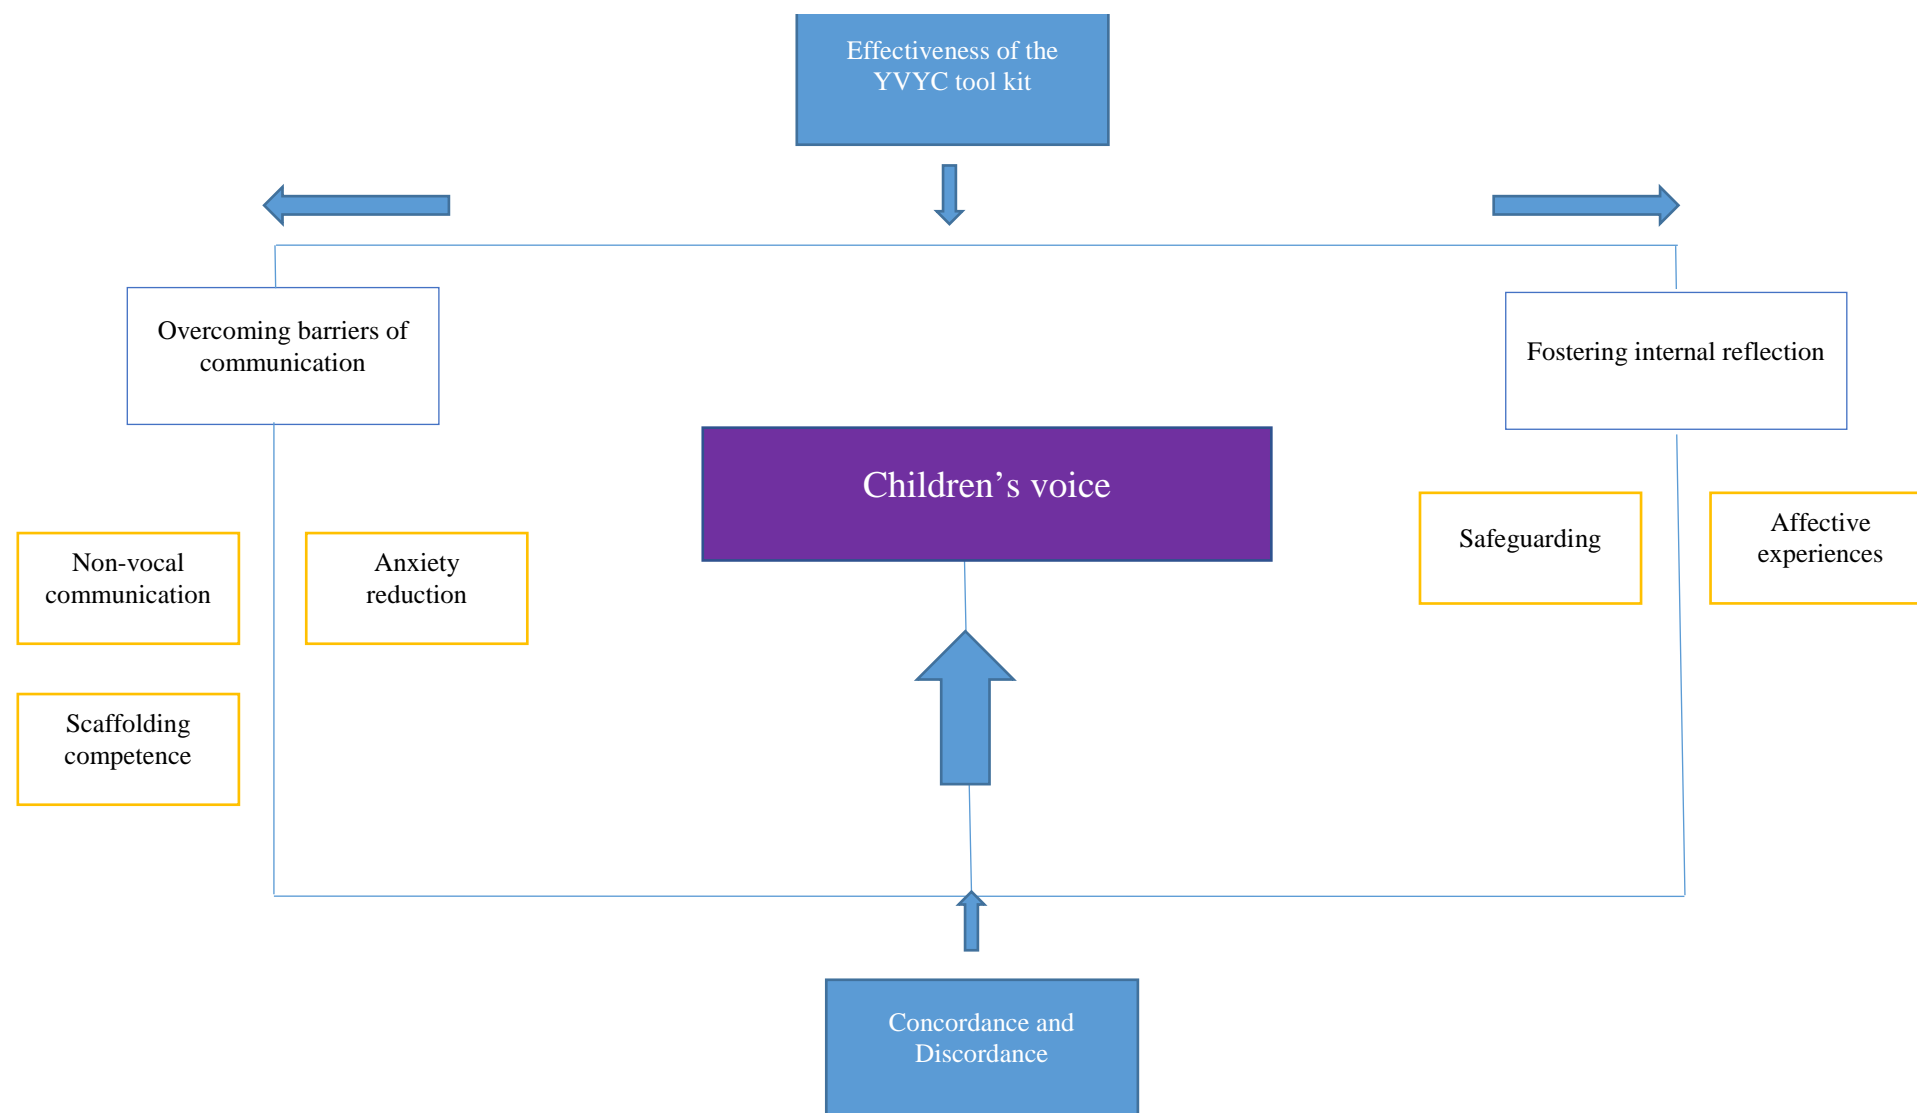 Effectiveness of the
YVYC tool kit
Overcoming barriers of
communication
Fostering internal reflection
Children’s voice
Non-vocal
communication
Anxiety
reduction
Safeguarding
Affective
experiences
Scaffolding
competence
Concordance and
Discordance